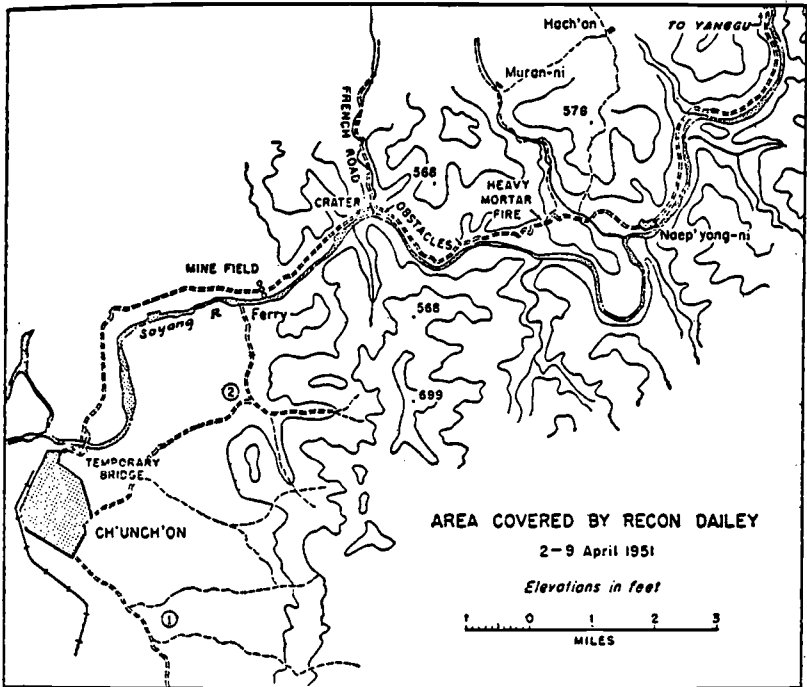 Hach'on
TO YANGGU
Muran-ni
576
FRENCH ROAD
568
CRATER
OBSTACLES
HEAVY
MORTAR
FIRE
Naep'yong-ni
MINE FIELD
Soyang R
Ferry
568
②
699
TEMPORARY
BRIDGE
CH'UNCH'ON
①
AREA COVERED BY RECON DAILEY
2–9 April 1951
Elevations in feet
1 0 1 2 3
MILES